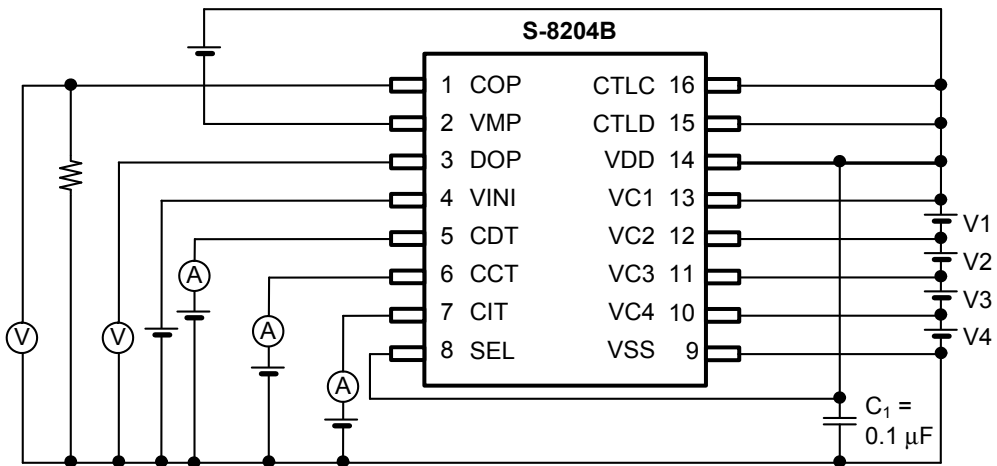 S-8204B
1 COP CTLC 16
2 VMP CTLD 15
3 DOP VDD 14
4 VINI VC1 13
5 CDT VC2 12
6 CCT VC3 11
7 CIT VC4 10
8 SEL VSS 9
V1
V2
V3
V4
A
A
A
V
V
C₁ =
0.1 μF